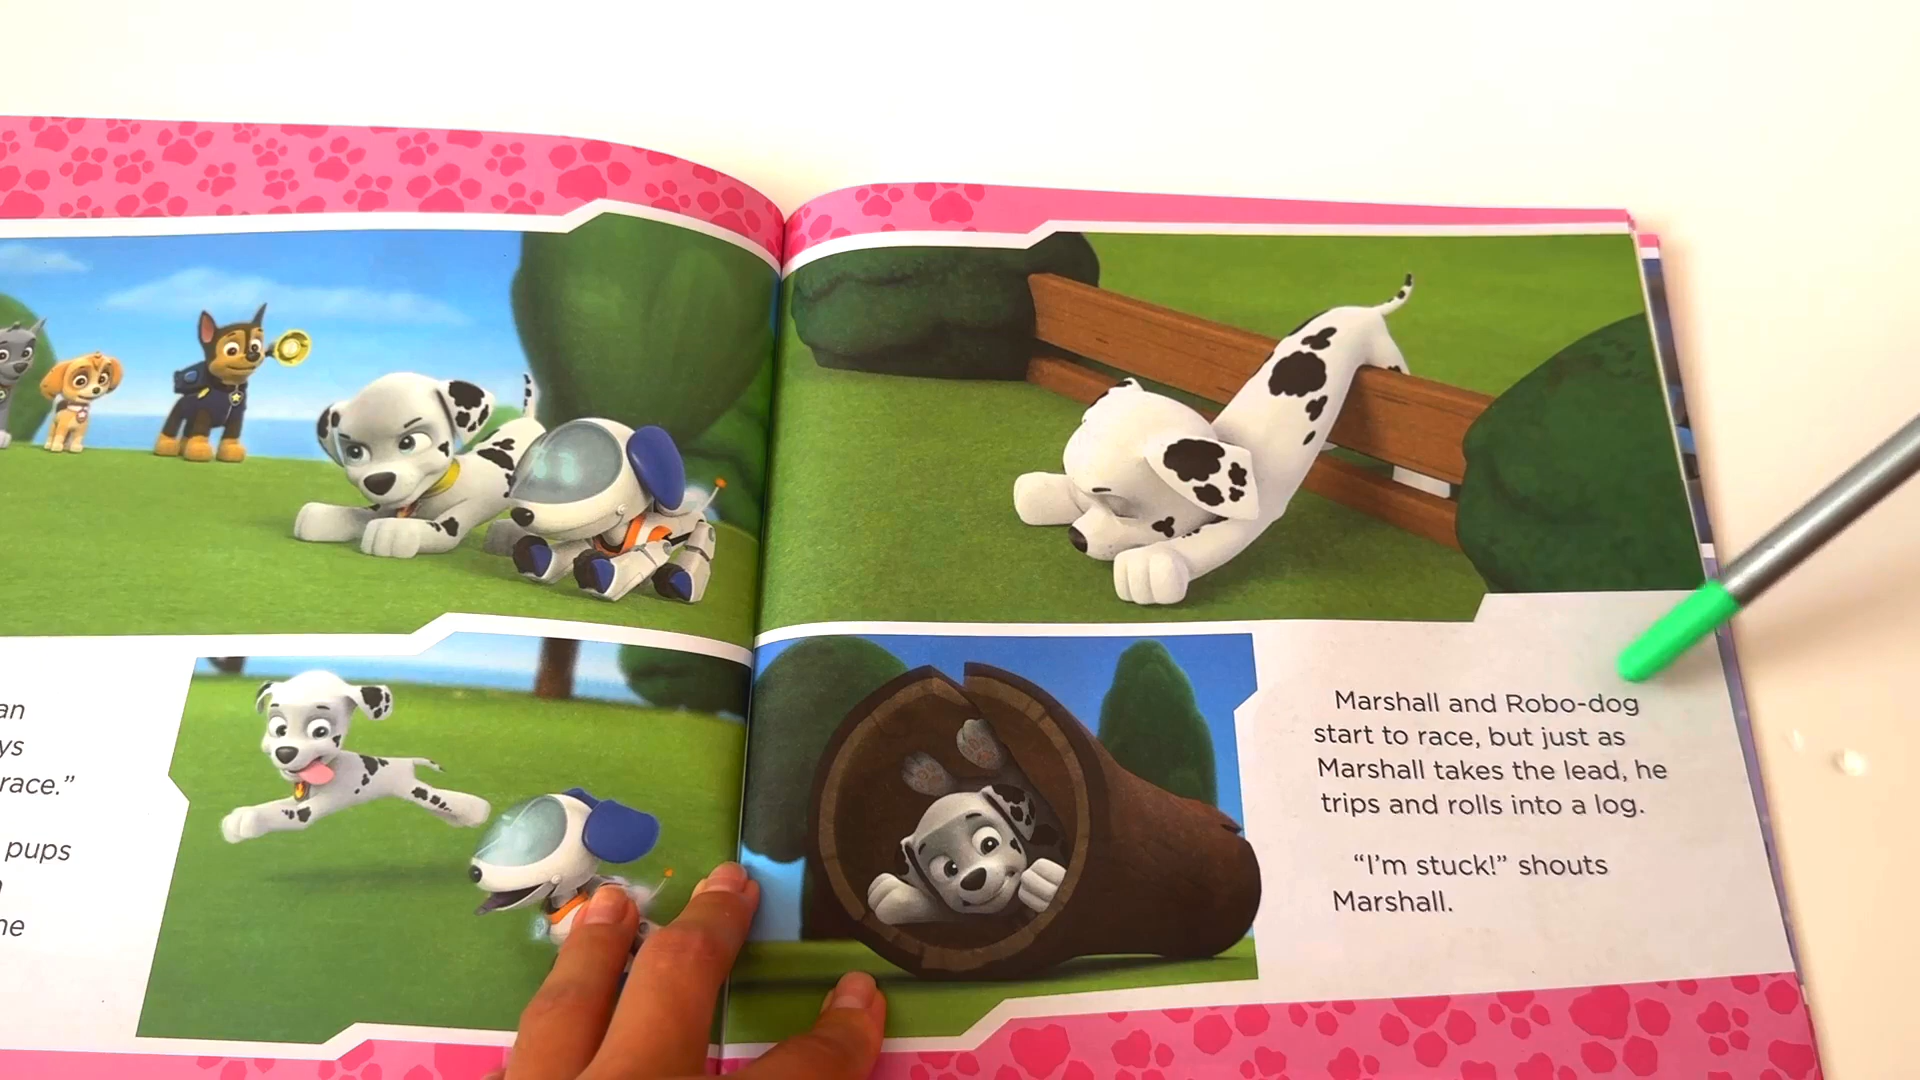 an
ys
race.”
pups
he
Marshall and Robo-dog
start to race, but just as
Marshall takes the lead, he
trips and rolls into a log.
“I’m stuck!” shouts
Marshall.